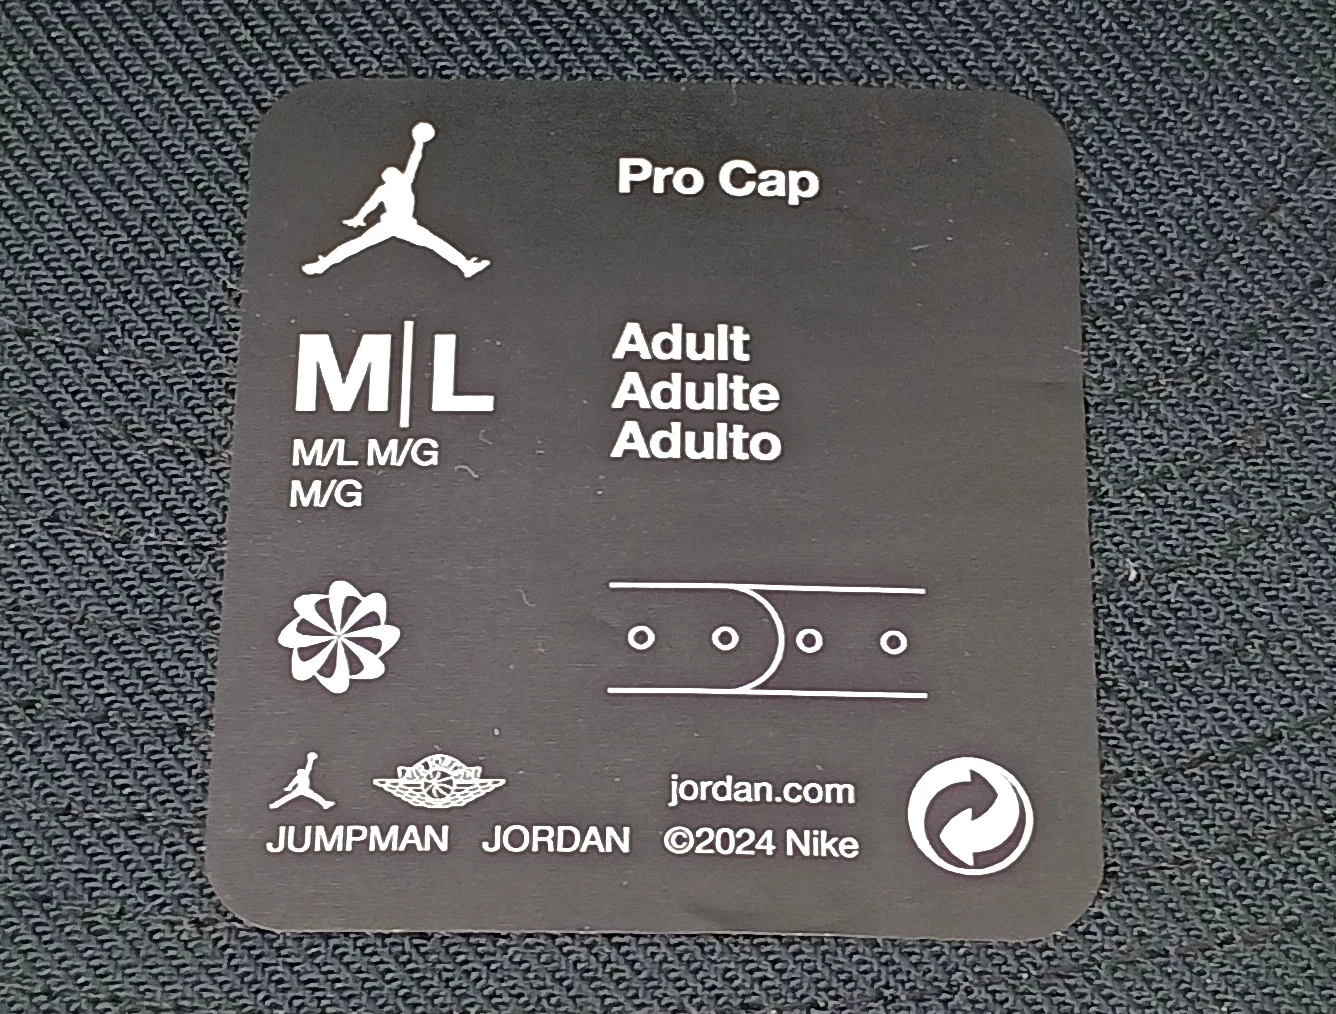 Pro Cap
M|L
M/L M/G
M/G
Adult
Adulte
Adulto
JUMPMAN
JORDAN
jordan.com
©2024 Nike